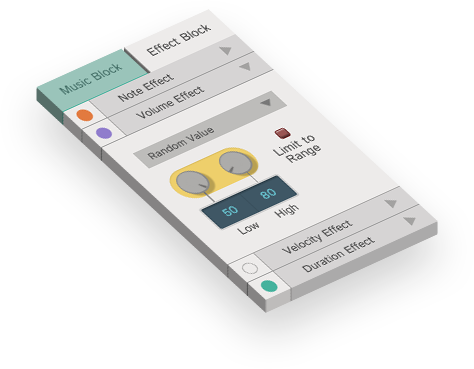 Music Block
Effect Block
Note Effect
Volume Effect
Random Value
Limit to
Range
50
80
Low
High
Velocity Effect
Duration Effect